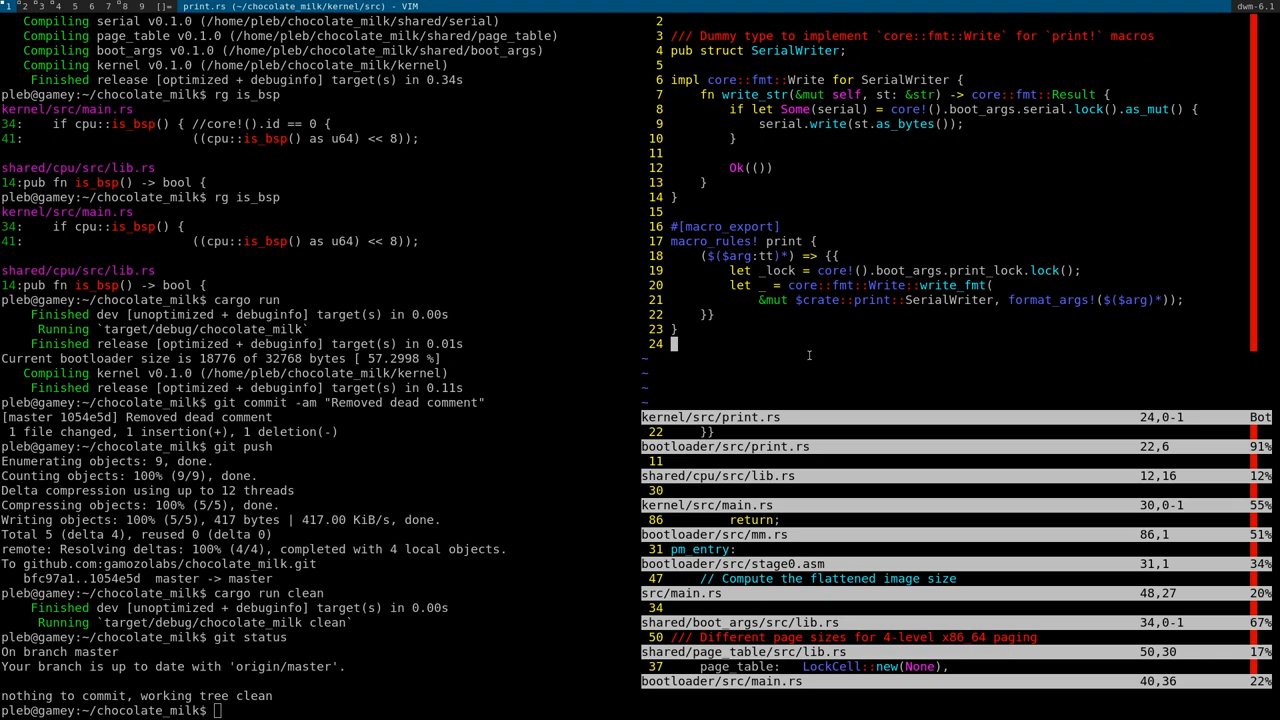 1 2 3 4 5 6 7 8 9 []= print.rs (~/chocolate_milk/kernel/src) - VIM dwm-6.1
Compiling serial v0.1.0 (/home/pleb/chocolate_milk/shared/serial)
Compiling page_table v0.1.0 (/home/pleb/chocolate_milk/shared/page_table)
Compiling boot_args v0.1.0 (/home/pleb/chocolate_milk/shared/boot_args)
Compiling kernel v0.1.0 (/home/pleb/chocolate_milk/kernel)
Finished release [optimized + debuginfo] target(s) in 0.34s
pleb@gamey:~/chocolate_milk$ rg is_bsp
kernel/src/main.rs
34:    if cpu::is_bsp() { //core!().id == 0 {
41:                        ((cpu::is_bsp() as u64) << 8));
shared/cpu/src/lib.rs
14:pub fn is_bsp() -> bool {
pleb@gamey:~/chocolate_milk$ rg is_bsp
kernel/src/main.rs
34:    if cpu::is_bsp() {
41:                        ((cpu::is_bsp() as u64) << 8));
shared/cpu/src/lib.rs
14:pub fn is_bsp() -> bool {
pleb@gamey:~/chocolate_milk$ cargo run
Finished dev [unoptimized + debuginfo] target(s) in 0.00s
Running `target/debug/chocolate_milk`
Finished release [optimized + debuginfo] target(s) in 0.01s
Current bootloader size is 18776 of 32768 bytes [ 57.2998 %]
Compiling kernel v0.1.0 (/home/pleb/chocolate_milk/kernel)
Finished release [optimized + debuginfo] target(s) in 0.11s
pleb@gamey:~/chocolate_milk$ git commit -am "Removed dead comment"
[master 1054e5d] Removed dead comment
1 file changed, 1 insertion(+), 1 deletion(-)
pleb@gamey:~/chocolate_milk$ git push
Enumerating objects: 9, done.
Counting objects: 100% (9/9), done.
Delta compression using up to 12 threads
Compressing objects: 100% (5/5), done.
Writing objects: 100% (5/5), 417 bytes | 417.00 KiB/s, done.
Total 5 (delta 4), reused 0 (delta 0)
remote: Resolving deltas: 100% (4/4), completed with 4 local objects.
To github.com:gamozolabs/chocolate_milk.git
bfc97a1..1054e5d  master -> master
pleb@gamey:~/chocolate_milk$ cargo run clean
Finished dev [unoptimized + debuginfo] target(s) in 0.00s
Running `target/debug/chocolate_milk clean`
pleb@gamey:~/chocolate_milk$ git status
On branch master
Your branch is up to date with 'origin/master'.
nothing to commit, working tree clean
pleb@gamey:~/chocolate_milk$
2
3 /// Dummy type to implement `core::fmt::Write` for `print!` macros
4 pub struct SerialWriter;
5
6 impl core::fmt::Write for SerialWriter {
7     fn write_str(&mut self, st: &str) -> core::fmt::Result {
8         if let Some(serial) = core!().boot_args.serial.lock().as_mut() {
9             serial.write(st.as_bytes());
10         }
11
12         Ok(())
13     }
14 }
15
16 #[macro_export]
17 macro_rules! print {
18     ($($arg:tt)*) => {{
19         let _lock = core!().boot_args.print_lock.lock();
20         let _ = core::fmt::Write::write_fmt(
21             &mut $crate::print::SerialWriter, format_args!($($arg)*));
22     }}
23 }
24
~
~
~
~
kernel/src/print.rs 24,0-1 Bot
22     }}
bootloader/src/print.rs 22,6 91%
11
shared/cpu/src/lib.rs 12,16 12%
30
kernel/src/main.rs 30,0-1 55%
86         return;
bootloader/src/mm.rs 86,1 51%
31 pm_entry:
bootloader/src/stage0.asm 31,1 34%
47     // Compute the flattened image size
src/main.rs 48,27 20%
34
shared/boot_args/src/lib.rs 34,0-1 67%
50 /// Different page sizes for 4-level x86_64 paging
shared/page_table/src/lib.rs 50,30 17%
37     page_table:   LockCell::new(None),
bootloader/src/main.rs 40,36 22%